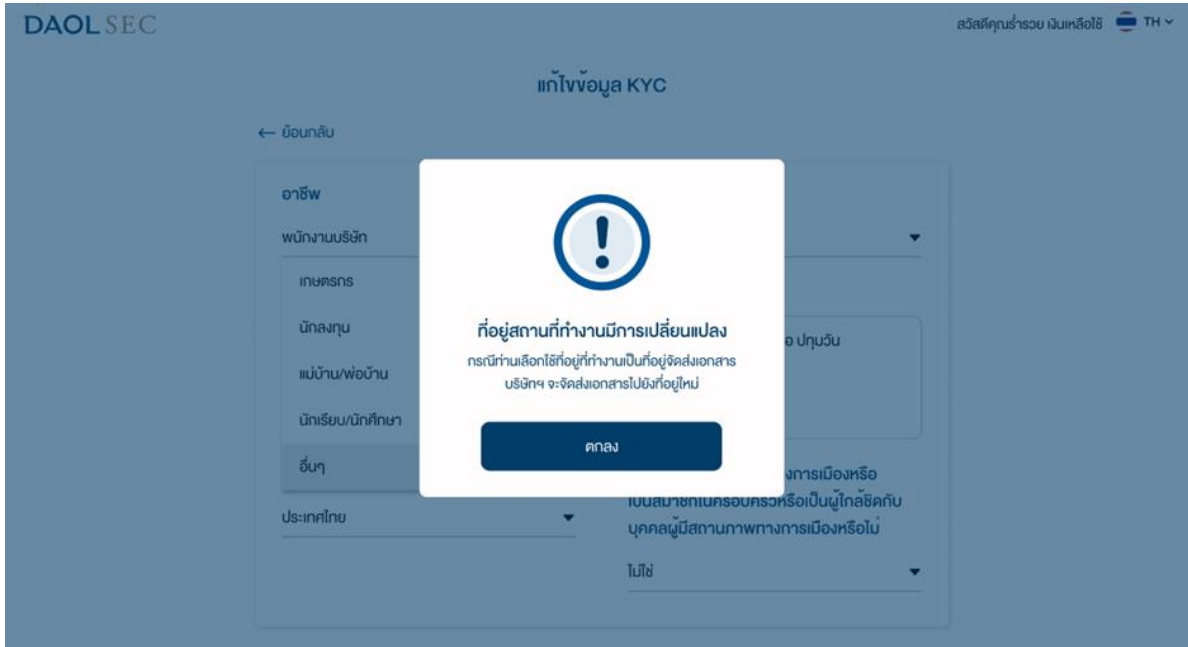 DAOL SEC
สวัสดีคุณร่ำรวย เงินเหลือใช้
TH
แก้ไขข้อมูล KYC
← ย้อนกลับ
อาชีพ
พนักงานบริษัท
เกษตรกร
นักลงทุน
แม่บ้าน/พ่อบ้าน
นักเรียน/นักศึกษา
อื่นๆ
ประเทศไทย
ที่อยู่สถานที่ทำงานมีการเปลี่ยนแปลง
กรณีท่านเลือกใช้ที่อยู่ที่ทำงานเป็นที่อยู่จัดส่งเอกสาร
บริษัทฯ จะจัดส่งเอกสารไปยังที่อยู่ใหม่
ตกลง
ปทุมวัน
งการเมืองหรือ
เป็นสมาชิกในครอบครัวหรือเป็นผู้ใกล้ชิดกับ
บุคคลผู้มีสถานภาพทางการเมืองหรือไม่
ไม่ใช่